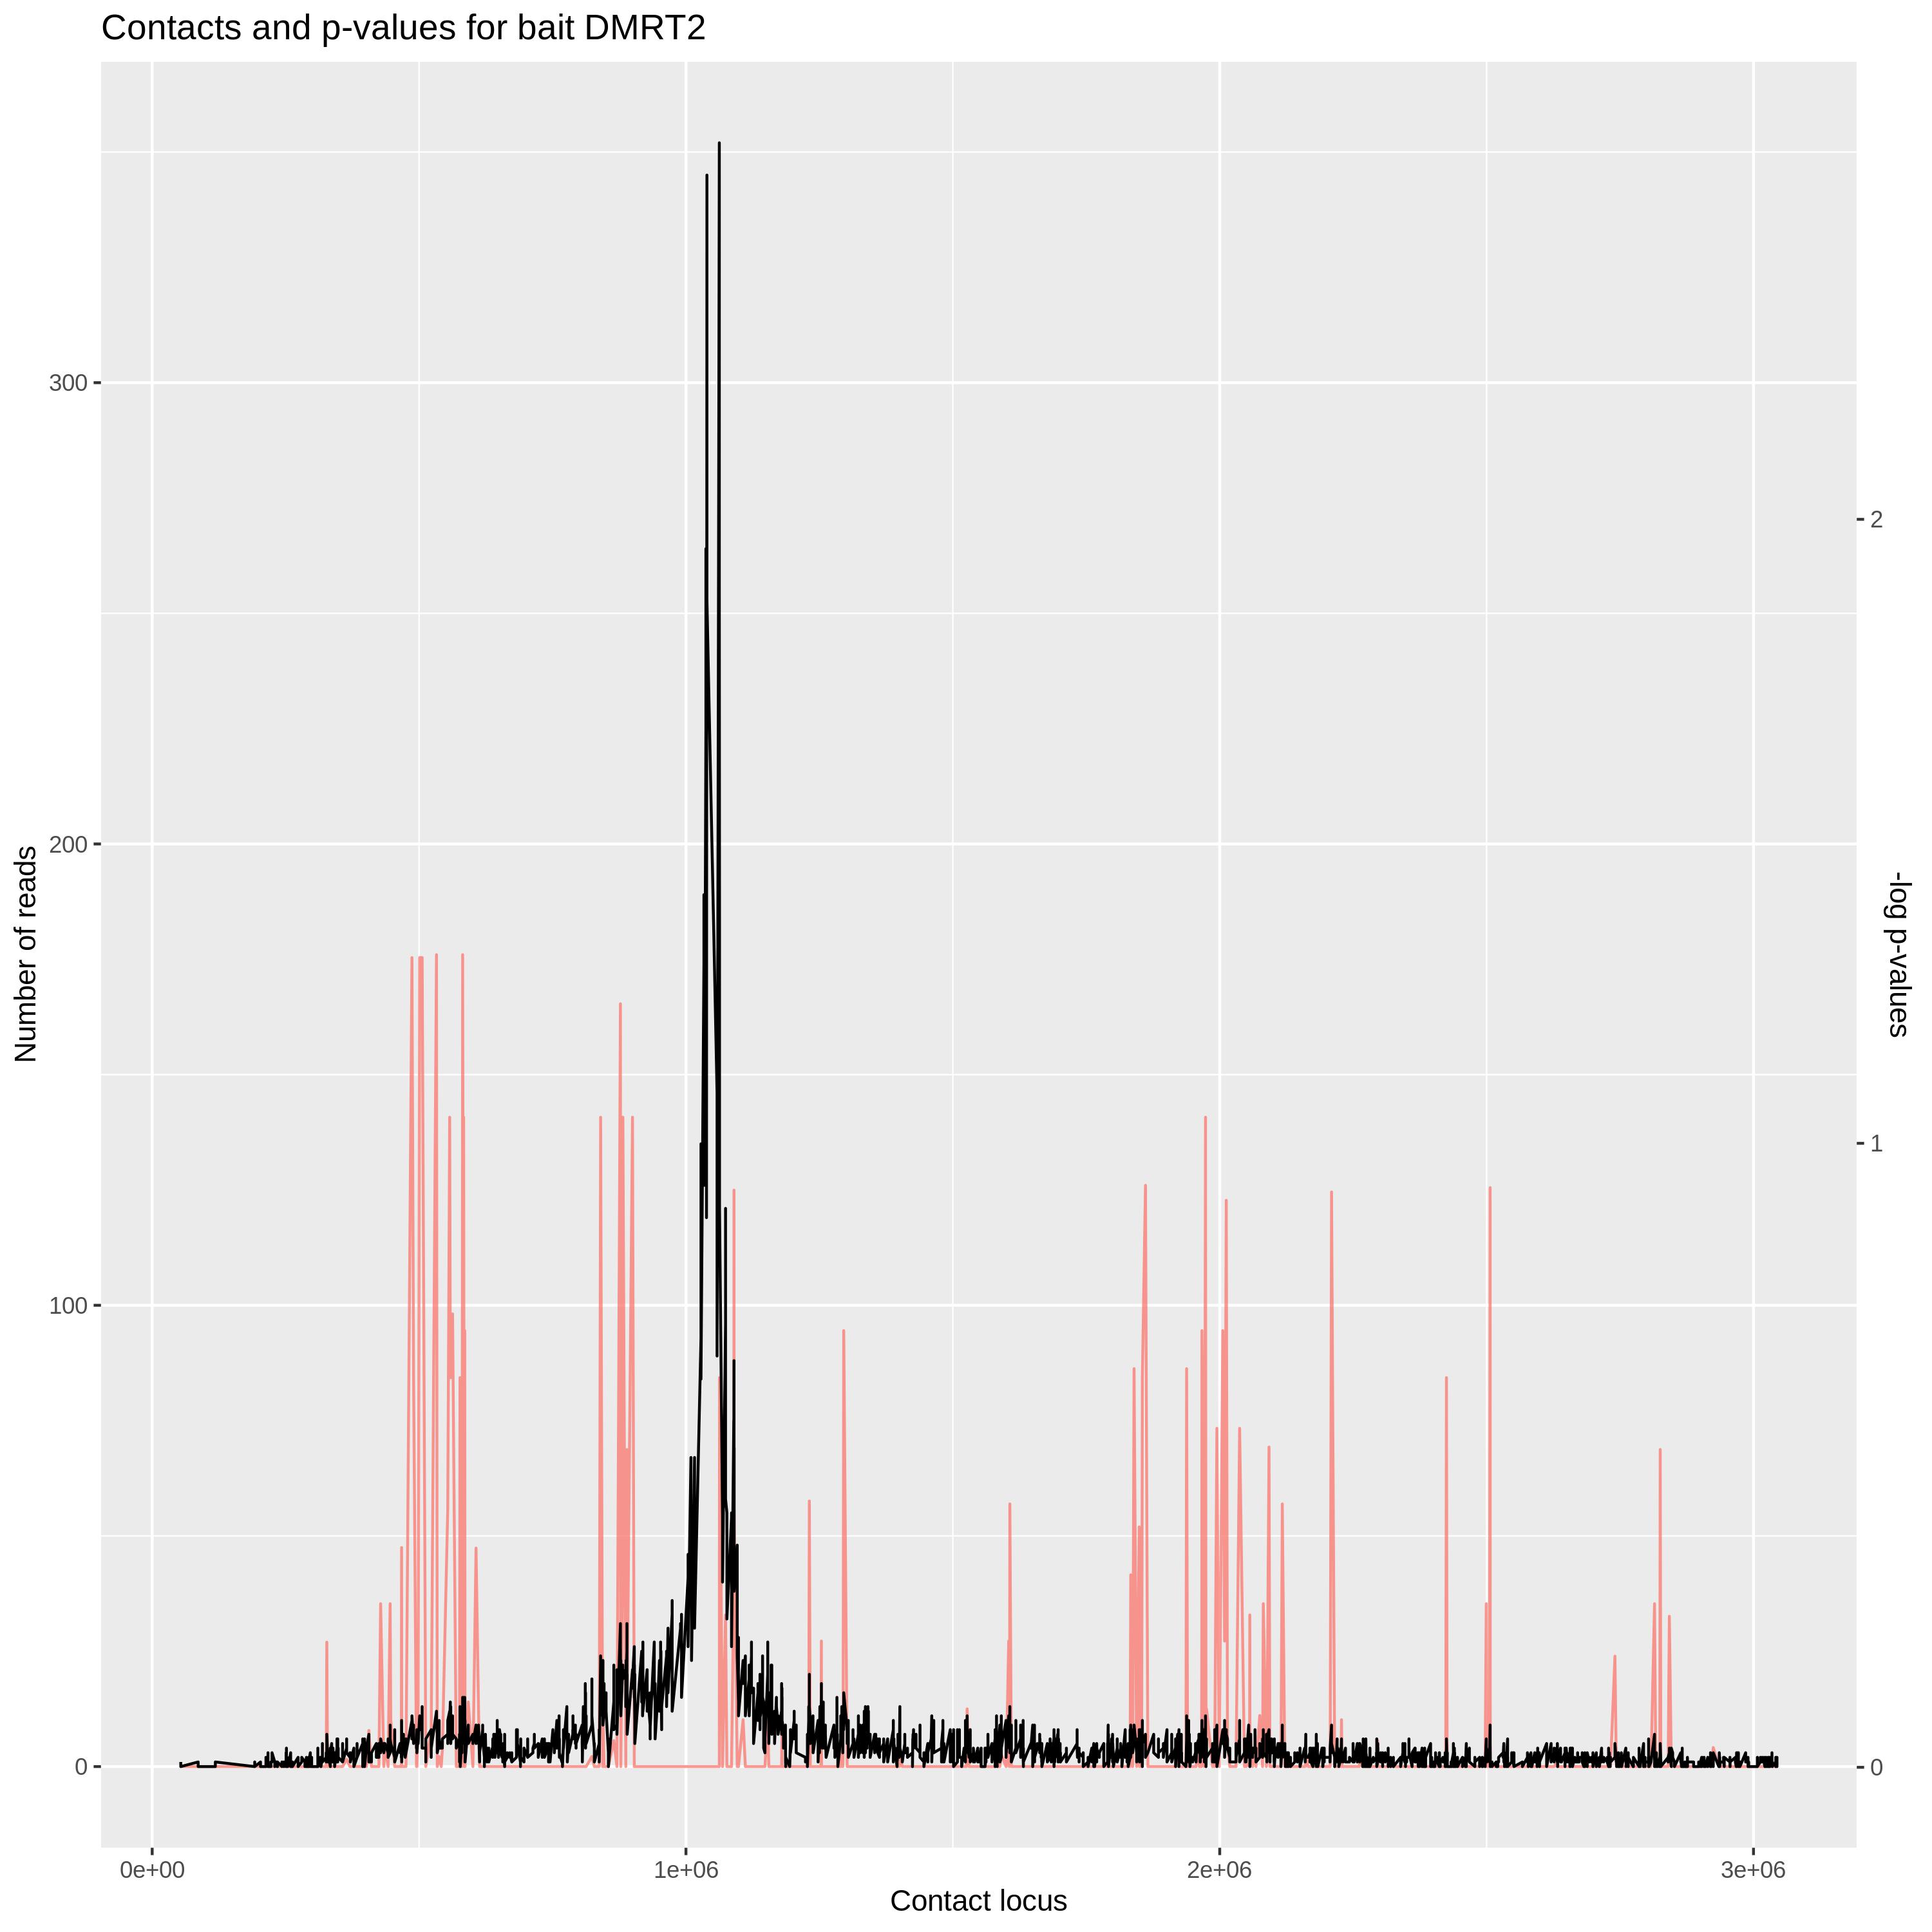 Contacts and p-values for bait DMRT2
Number of reads
300
200
100
0
2
1
0
-log p-values
0e+00
1e+06
2e+06
3e+06
Contact locus